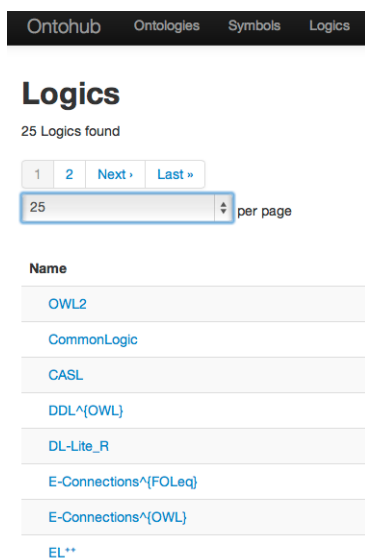 Ontohub Ontologies Symbols Logics
Logics
25 Logics found
1 2 Next › Last »
25 per page
Name
OWL2
CommonLogic
CASL
DDL^{OWL}
DL-Lite_R
E-Connections^{FOLeq}
E-Connections^{OWL}
EL**